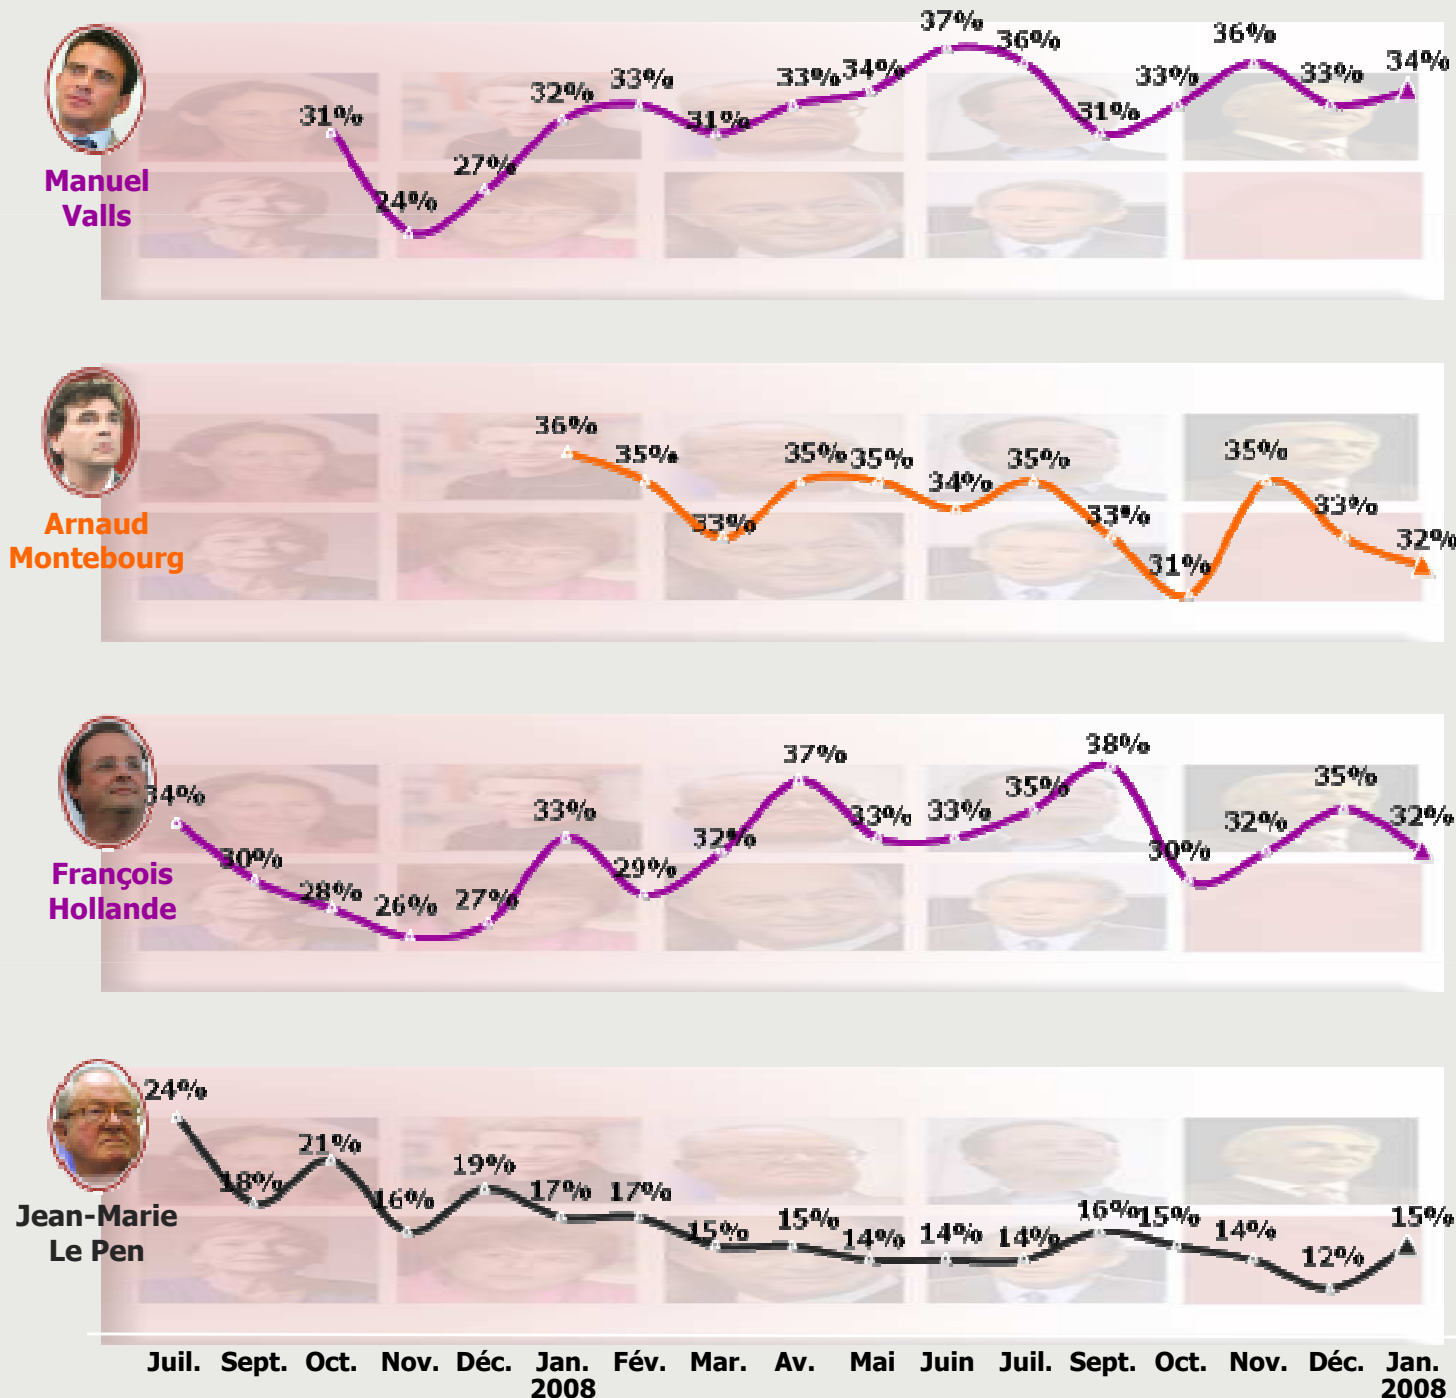 31% 24% 27% 32% 33% 31% 33% 34% 37% 36% 31% 33% 36% 33% 34%
Manuel
Valls
36% 35% 33% 35% 35% 34% 35% 33% 31% 35% 33% 32%
Arnaud
Montebourg
34% 30% 28% 26% 27% 33% 29% 32% 37% 33% 33% 35% 38% 30% 32% 35% 32%
François
Hollande
24% 18% 21% 16% 19% 17% 17% 15% 15% 14% 14% 14% 16% 15% 14% 12% 15%
Jean-Marie
Le Pen
Juil. Sept. Oct. Nov. Déc. Jan. Fév. Mar. Av. Mai Juin Juil. Sept. Oct. Nov. Déc. Jan.
2008 2008